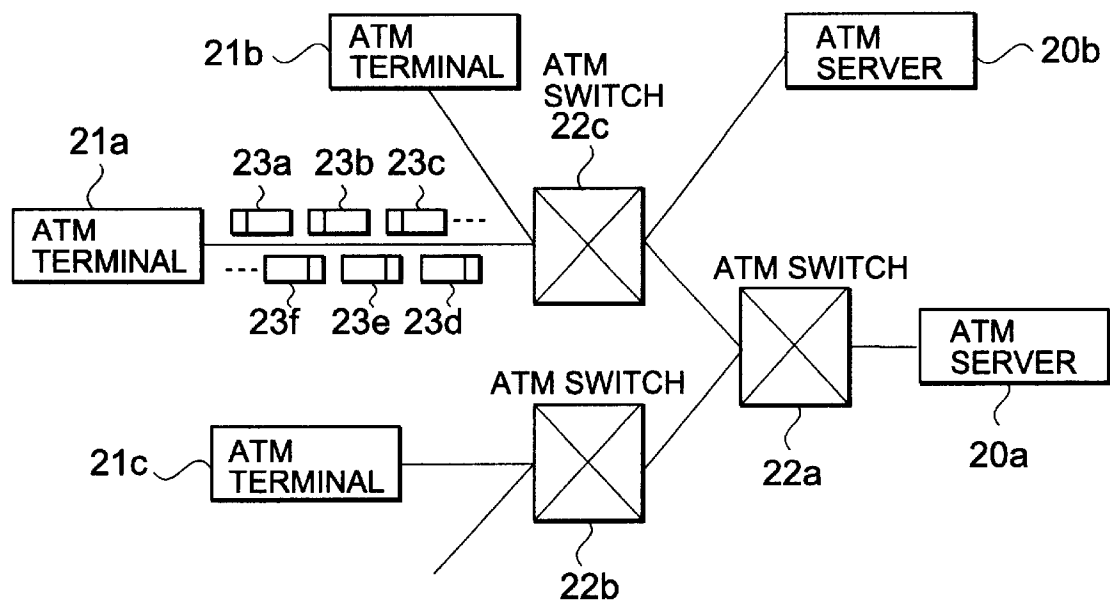 21b
ATM
TERMINAL
ATM
SERVER
20b
ATM
SWITCH
22c
21a
23a
23b
23c
ATM
TERMINAL
23f
23e
23d
ATM SWITCH
ATM
SERVER
20a
22a
ATM SWITCH
21c
ATM
TERMINAL
22b